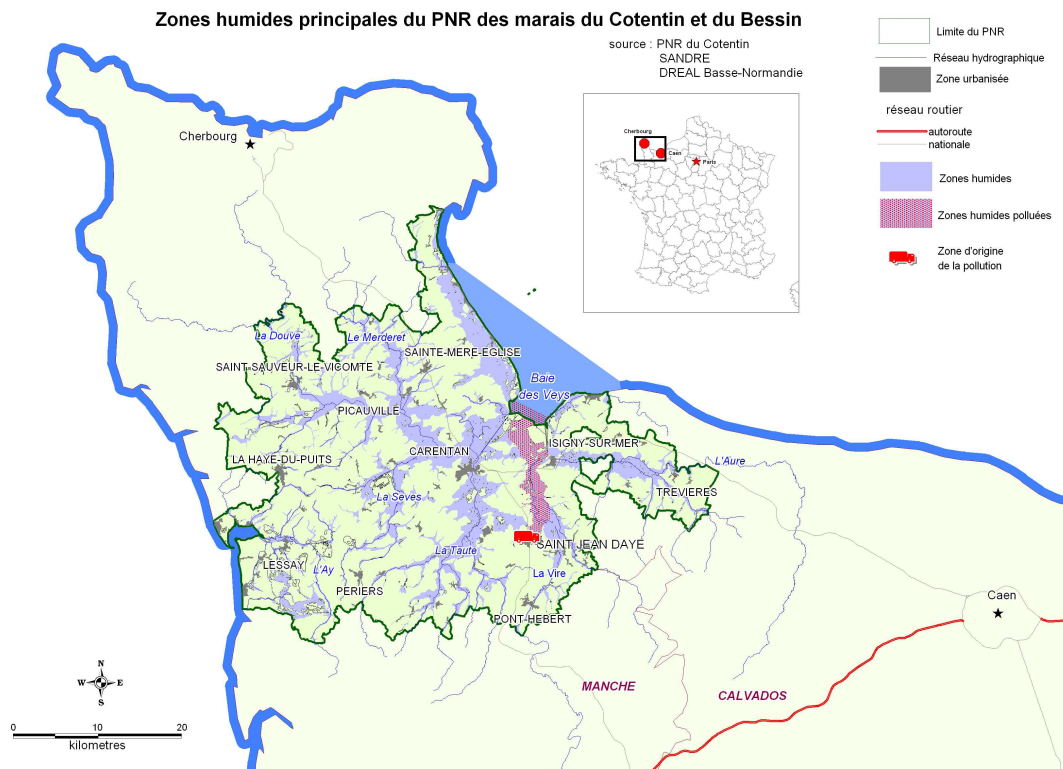 Zones humides principales du PNR des marais du Cotentin et du Bessin
source : PNR du Cotentin
SANDRE
DREAL Basse-Normandie
Limite du PNR
Réseau hydrographique
Zone urbanisée
réseau routier
autoroute
nationale
Zones humides
Zones humides polluées
Zone d'origine
de la pollution
Cherbourg
Caen
Paris
Cherbourg
La Douve
Le Merderet
SAINTE-MERE-EGLISE
SAINT-SAUVEUR-LE-VICOMTE
Baie
des Veys
PICAUVILLE
ISIGNY-SUR-MER
CARENTAN
LA HAYE-DU-PUITS
L'Aure
TREVIERES
La Sèves
SAINT JEAN DAYE
La Taute
LESSAY
L'Ay
La Vire
PERIERS
PONT-HEBERT
Caen
MANCHE
CALVADOS
N
W E
S
0 10 20
kilometres